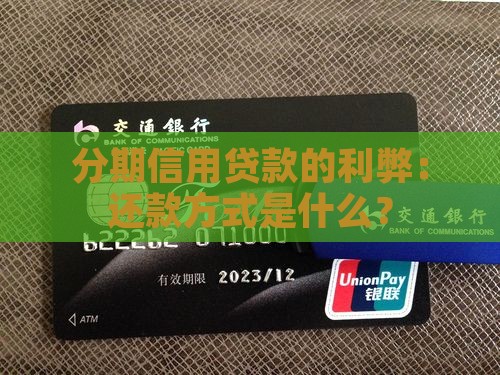 交通銀行
BANK OF COMMUNICATIONS
分期信用贷款的利弊：
还款方式是什么？
交通銀行
BANK OF COMMUNICATIONS
有效期限 2023/12
UnionPay
银联
ATM